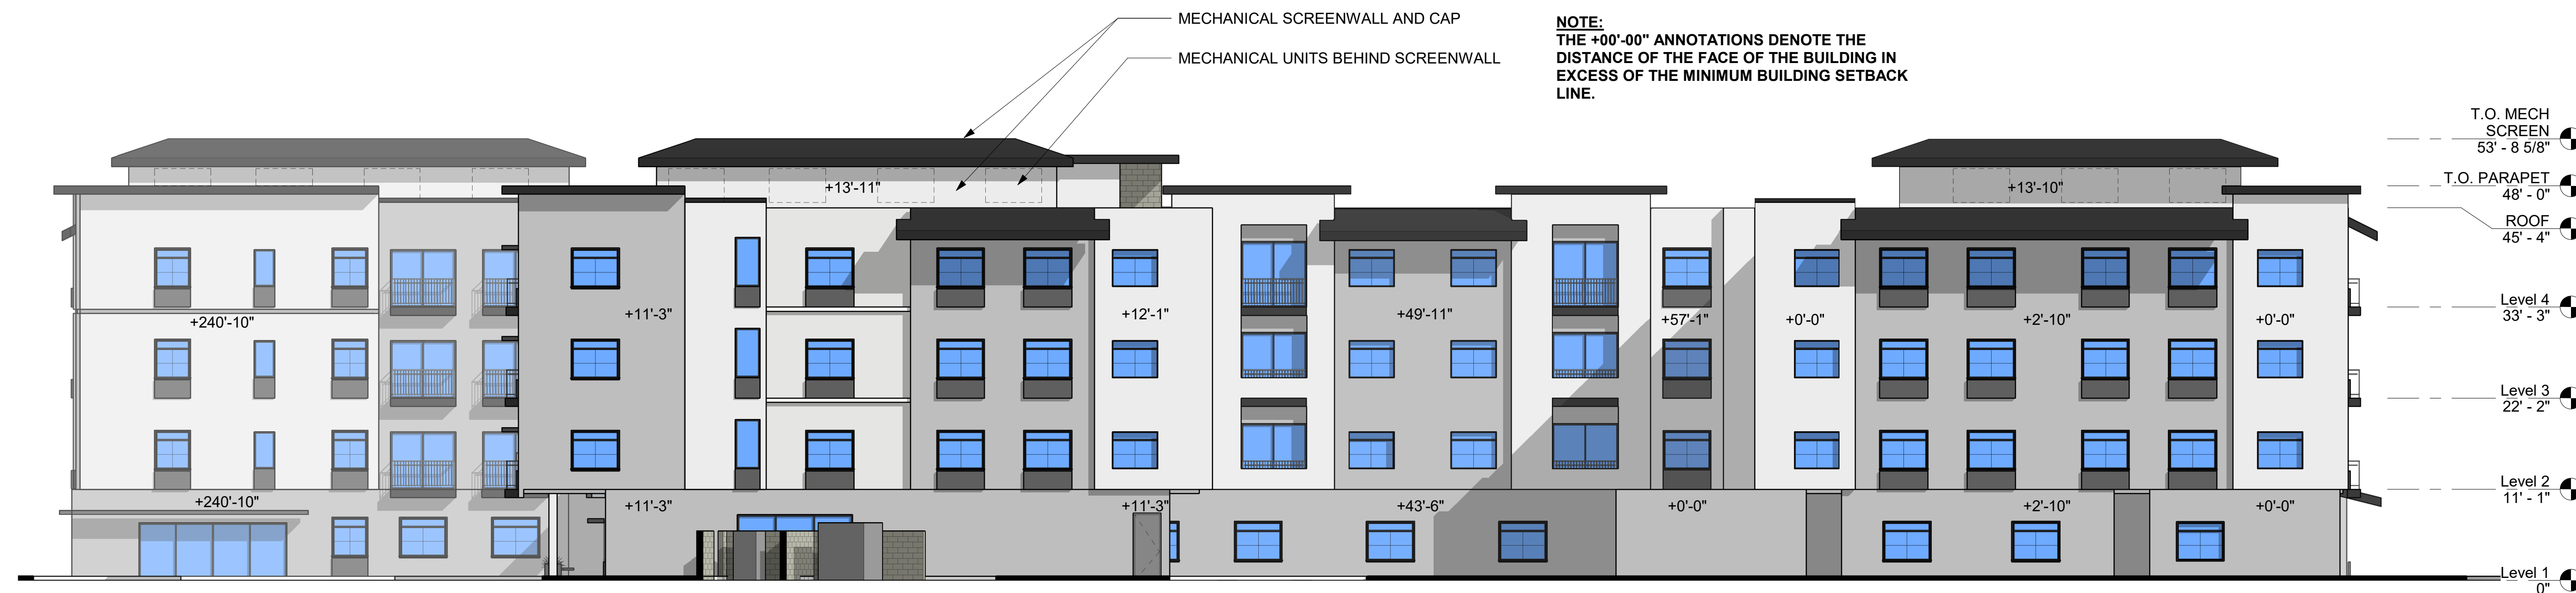 MECHANICAL SCREENWALL AND CAP
MECHANICAL UNITS BEHIND SCREENWALL
NOTE:
THE +00'-00" ANNOTATIONS DENOTE THE
DISTANCE OF THE FACE OF THE BUILDING IN
EXCESS OF THE MINIMUM BUILDING SETBACK
LINE.
T.O. MECH
SCREEN
53' - 8 5/8"
T.O. PARAPET
48' - 0"
ROOF
45' - 4"
Level 4
33' - 3"
Level 3
22' - 2"
Level 2
11' - 1"
Level 1
0"
+13'-11"
+13'-10"
+240'-10"
+11'-3"
+12'-1"
+49'-11"
+57'-1"
+0'-0"
+2'-10"
+0'-0"
+240'-10"
+11'-3"
+11'-3"
+43'-6"
+0'-0"
+2'-10"
+0'-0"